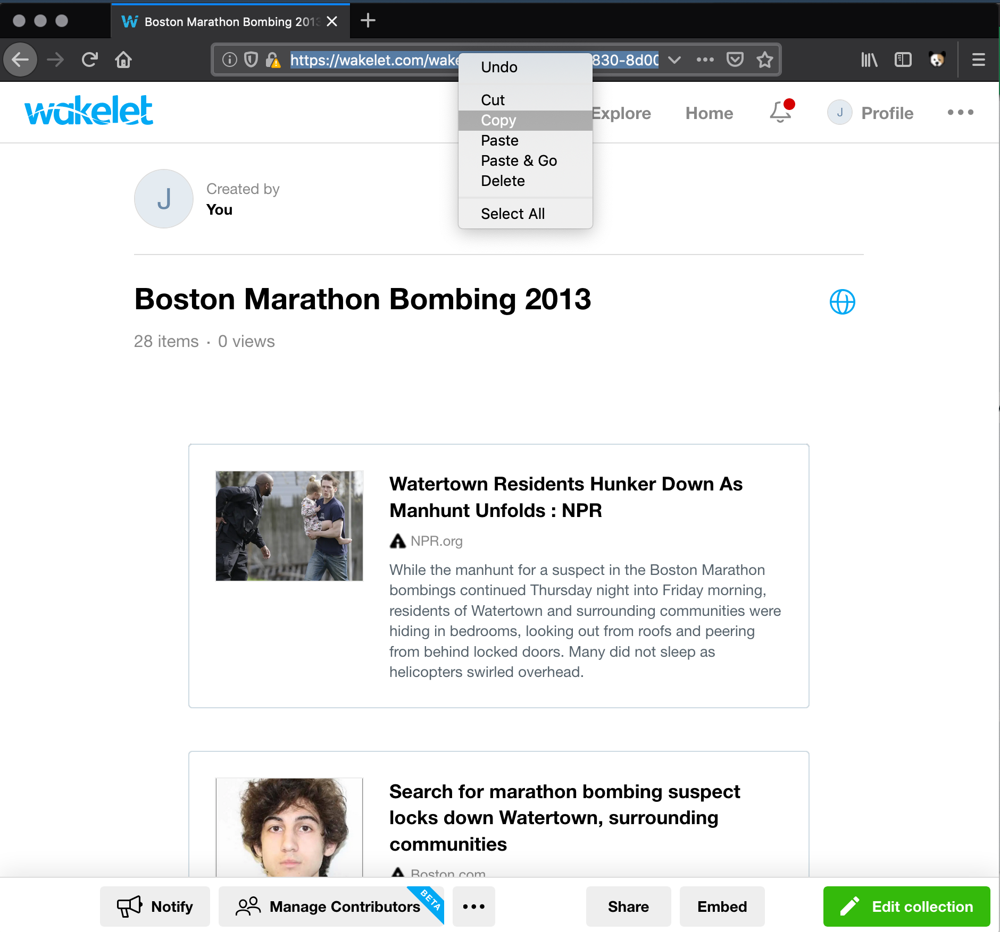 Boston Marathon Bombing 2013
https://wakelet.com/wake 830-8d00
Undo
Cut
Copy
Paste
Paste & Go
Delete
Select All
wakelet
Explore
Home
J
Profile
J
Created by
You
Boston Marathon Bombing 2013
28 items · 0 views
Watertown Residents Hunker Down As
Manhunt Unfolds : NPR
NPR.org
While the manhunt for a suspect in the Boston Marathon
bombings continued Thursday night into Friday morning,
residents of Watertown and surrounding communities were
hiding in bedrooms, looking out from roofs and peering
from behind locked doors. Many did not sleep as
helicopters swirled overhead.
Search for marathon bombing suspect
locks down Watertown, surrounding
communities
Boston.com
Notify
Manage Contributors
BETA
Share
Embed
Edit collection